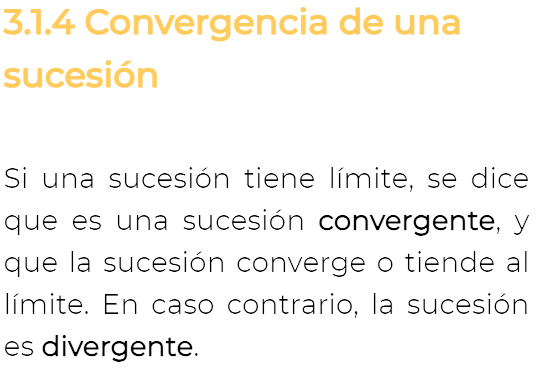 3.1.4 Convergencia de una
sucesión
Si una sucesión tiene límite, se dice
que es una sucesión convergente, y
que la sucesión converge o tiende al
límite. En caso contrario, la sucesión
es divergente.